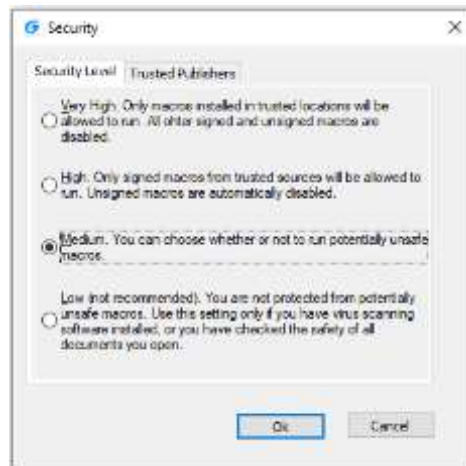 Security
Security Level Trusted Publishers
Very High. Only macros installed in trusted locations will be
allowed to run. All ohter signed and unsigned macros are
disabled.
High. Only signed macros from trusted sources will be allowed to
run. Unsigned macros are automatically disabled.
Medium. You can choose whether or not to run potentially unsafe
macros.
Low (not recommended). You are not protected from potentially
unsafe macros. Use this setting only if you have virus scanning
software installed, or you have checked the safety of all
documents you open.
Ok Cancel